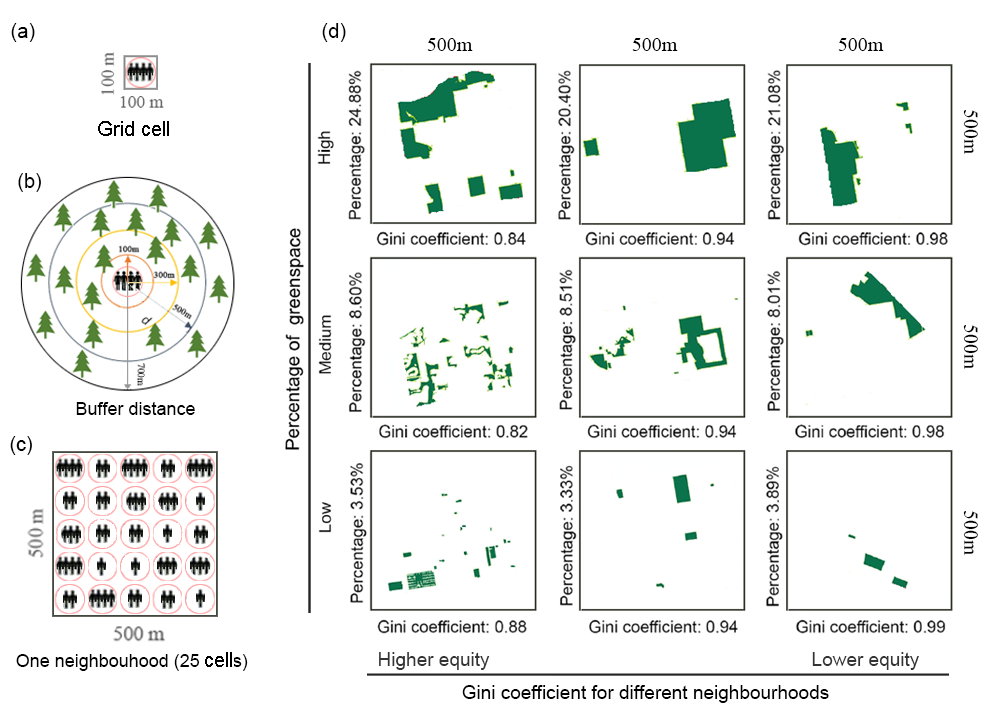 (a)
100 m
100 m
Grid cell
(b)
100m
300m
500m
d
700m
Buffer distance
(c)
500 m
500 m
One neighbouhood (25 cells)
(d)
500m
500m
500m
Percentage of greenspace
High
Percentage: 24.88%
Gini coefficient: 0.84
Percentage: 20.40%
Gini coefficient: 0.94
Percentage: 21.08%
Gini coefficient: 0.98
500m
Medium
Percentage: 8.60%
Gini coefficient: 0.82
Percentage: 8.51%
Gini coefficient: 0.94
Percentage: 8.01%
Gini coefficient: 0.98
500m
Low
Percentage: 3.53%
Gini coefficient: 0.88
Percentage: 3.33%
Gini coefficient: 0.94
Percentage: 3.89%
Gini coefficient: 0.99
500m
Higher equity
Lower equity
Gini coefficient for different neighbourhoods